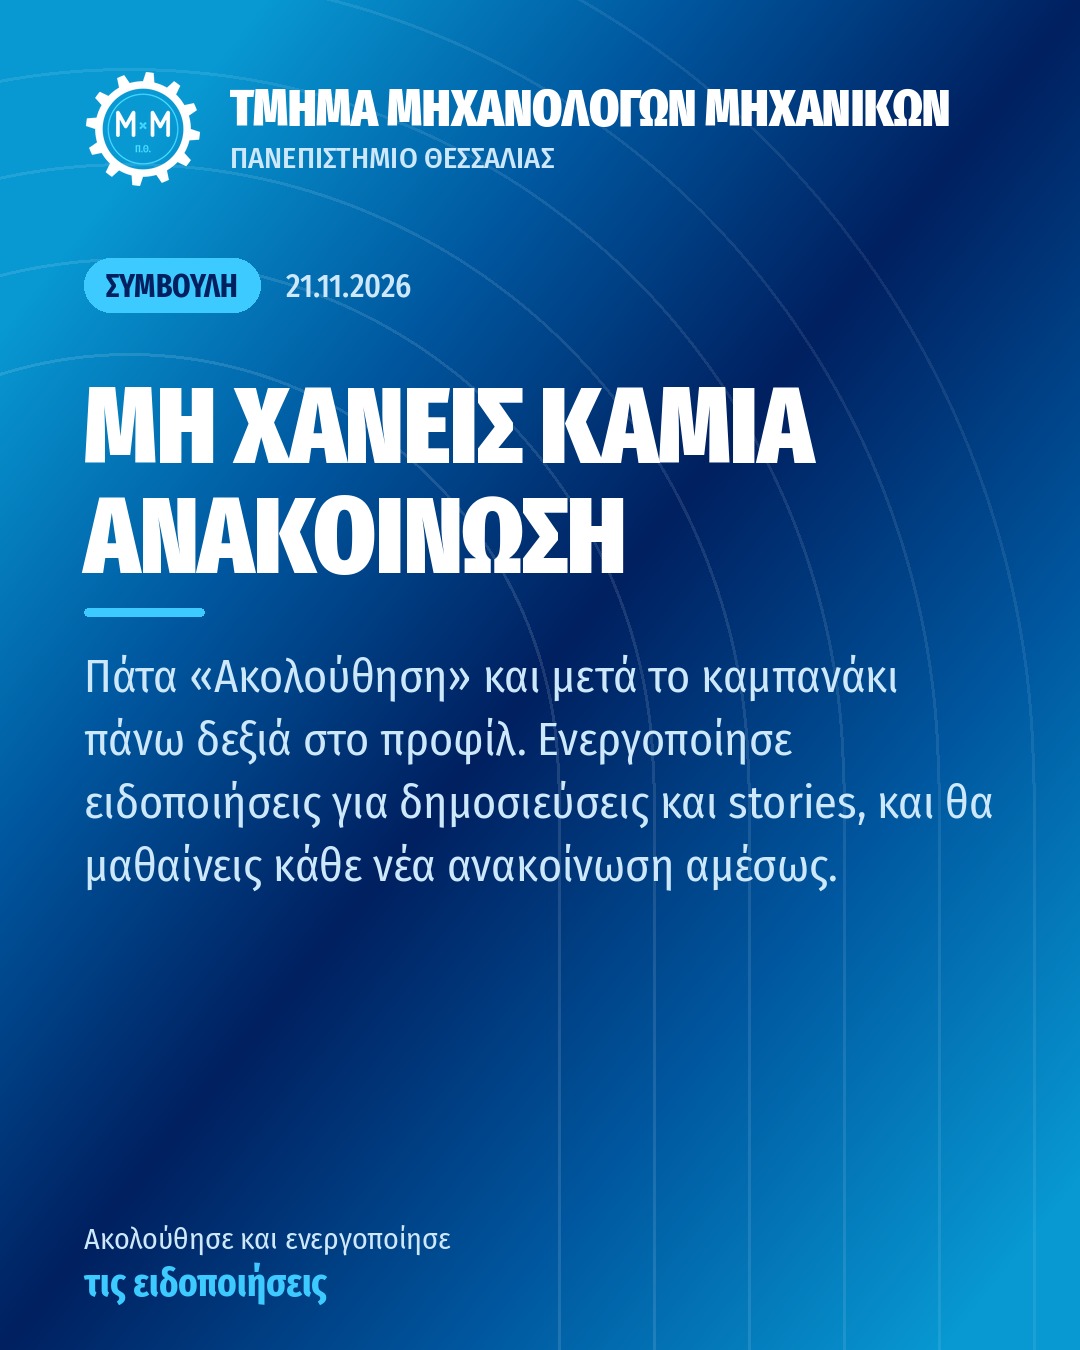 M×M
Π.Θ.
ΤΜΗΜΑ ΜΗΧΑΝΟΛΟΓΩΝ ΜΗΧΑΝΙΚΩΝ
ΠΑΝΕΠΙΣΤΗΜΙΟ ΘΕΣΣΑΛΙΑΣ
ΣΥΜΒΟΥΛΗ 21.11.2026
ΜΗ ΧΑΝΕΙΣ ΚΑΜΙΑ
ΑΝΑΚΟΙΝΩΣΗ
Πάτα «Ακολούθηση» και μετά το καμπανάκι
πάνω δεξιά στο προφίλ. Ενεργοποίησε
ειδοποιήσεις για δημοσιεύσεις και stories, και θα
μαθαίνεις κάθε νέα ανακοίνωση αμέσως.
Ακολούθησε και ενεργοποίησε
τις ειδοποιήσεις